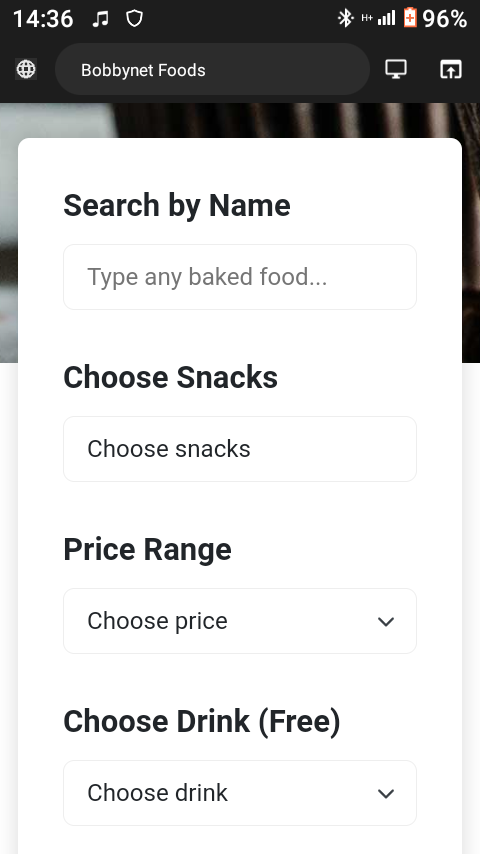 14:36
H+
96%
Bobbynet Foods
Search by Name
Type any baked food...
Choose Snacks
Choose snacks
Price Range
Choose price
Choose Drink (Free)
Choose drink